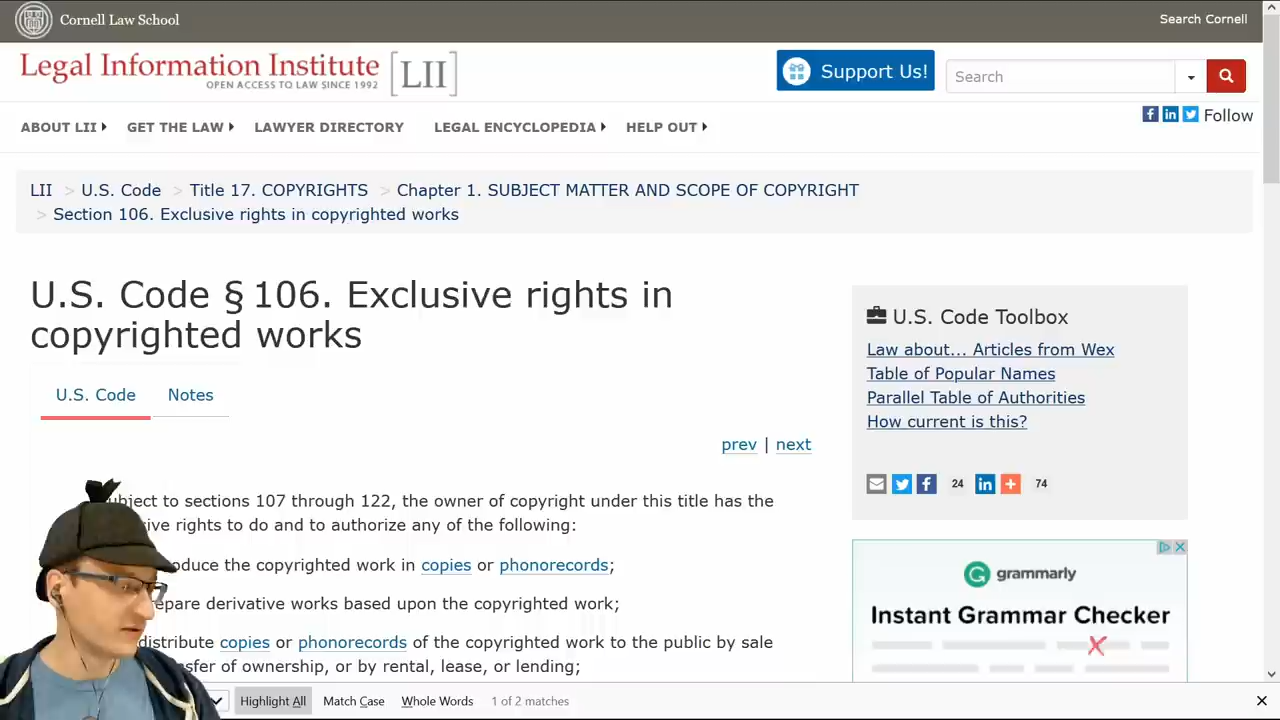 Cornell Law School
Search Cornell
Legal Information Institute [LII]
OPEN ACCESS TO LAW SINCE 1992
Support Us!
Search
ABOUT LII GET THE LAW LAWYER DIRECTORY LEGAL ENCYCLOPEDIA HELP OUT
Follow
LII > U.S. Code > Title 17. COPYRIGHTS > Chapter 1. SUBJECT MATTER AND SCOPE OF COPYRIGHT
> Section 106. Exclusive rights in copyrighted works
U.S. Code § 106. Exclusive rights in
copyrighted works
U.S. Code Notes
prev | next
to sections 107 through 122, the owner of copyright under this title has the
rights to do and to authorize any of the following:
the copyrighted work in copies or phonorecords;
derivative works based upon the copyrighted work;
distribute copies or phonorecords of the copyrighted work to the public by sale
of ownership, or by rental, lease, or lending;
U.S. Code Toolbox
Law about... Articles from Wex
Table of Popular Names
Parallel Table of Authorities
How current is this?
24 74
grammarly
Instant Grammar Checker
Highlight All Match Case Whole Words 1 of 2 matches